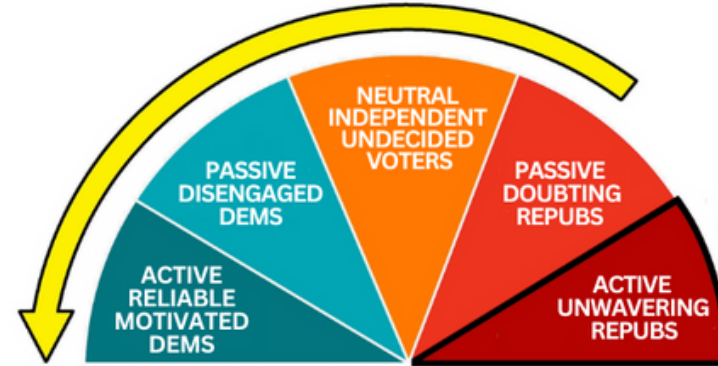 ACTIVE
RELIABLE
MOTIVATED
DEMS
PASSIVE
DISENGAGED
DEMS
NEUTRAL
INDEPENDENT
UNDECIDED
VOTERS
PASSIVE
DOUBTING
REPUBS
ACTIVE
UNWAVERING
REPUBS